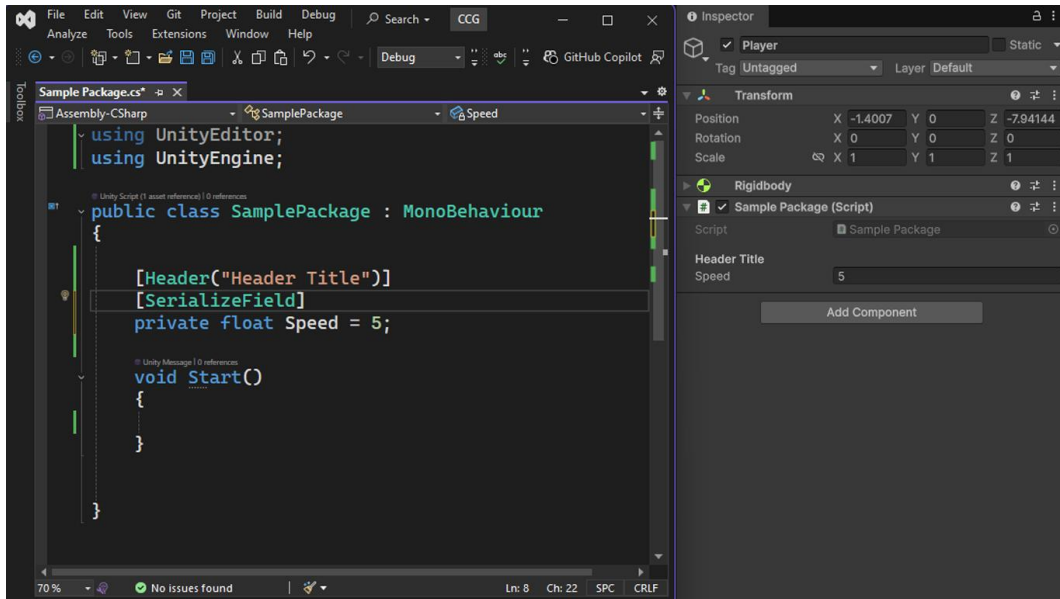 File Edit View Git Project Build Debug Search CCG
Analyze Tools Extensions Window Help
Debug GitHub Copilot
Toolbox
Sample Package.cs*
Assembly-CSharp SamplePackage Speed
using UnityEditor;
using UnityEngine;
Unity Script (1 asset reference) | 0 references
public class SamplePackage : MonoBehaviour
{
[Header("Header Title")]
[SerializeField]
private float Speed = 5;
Unity Message | 0 references
void Start()
{
}
}
70 % No issues found Ln: 8 Ch: 22 SPC CRLF
Inspector
Player Static
Tag Untagged Layer Default
Transform
Position X -1.4007 Y 0 Z -7.94144
Rotation X 0 Y 0 Z 0
Scale X 1 Y 1 Z 1
Rigidbody
# Sample Package (Script)
Script # Sample Package
Header Title
Speed 5
Add Component